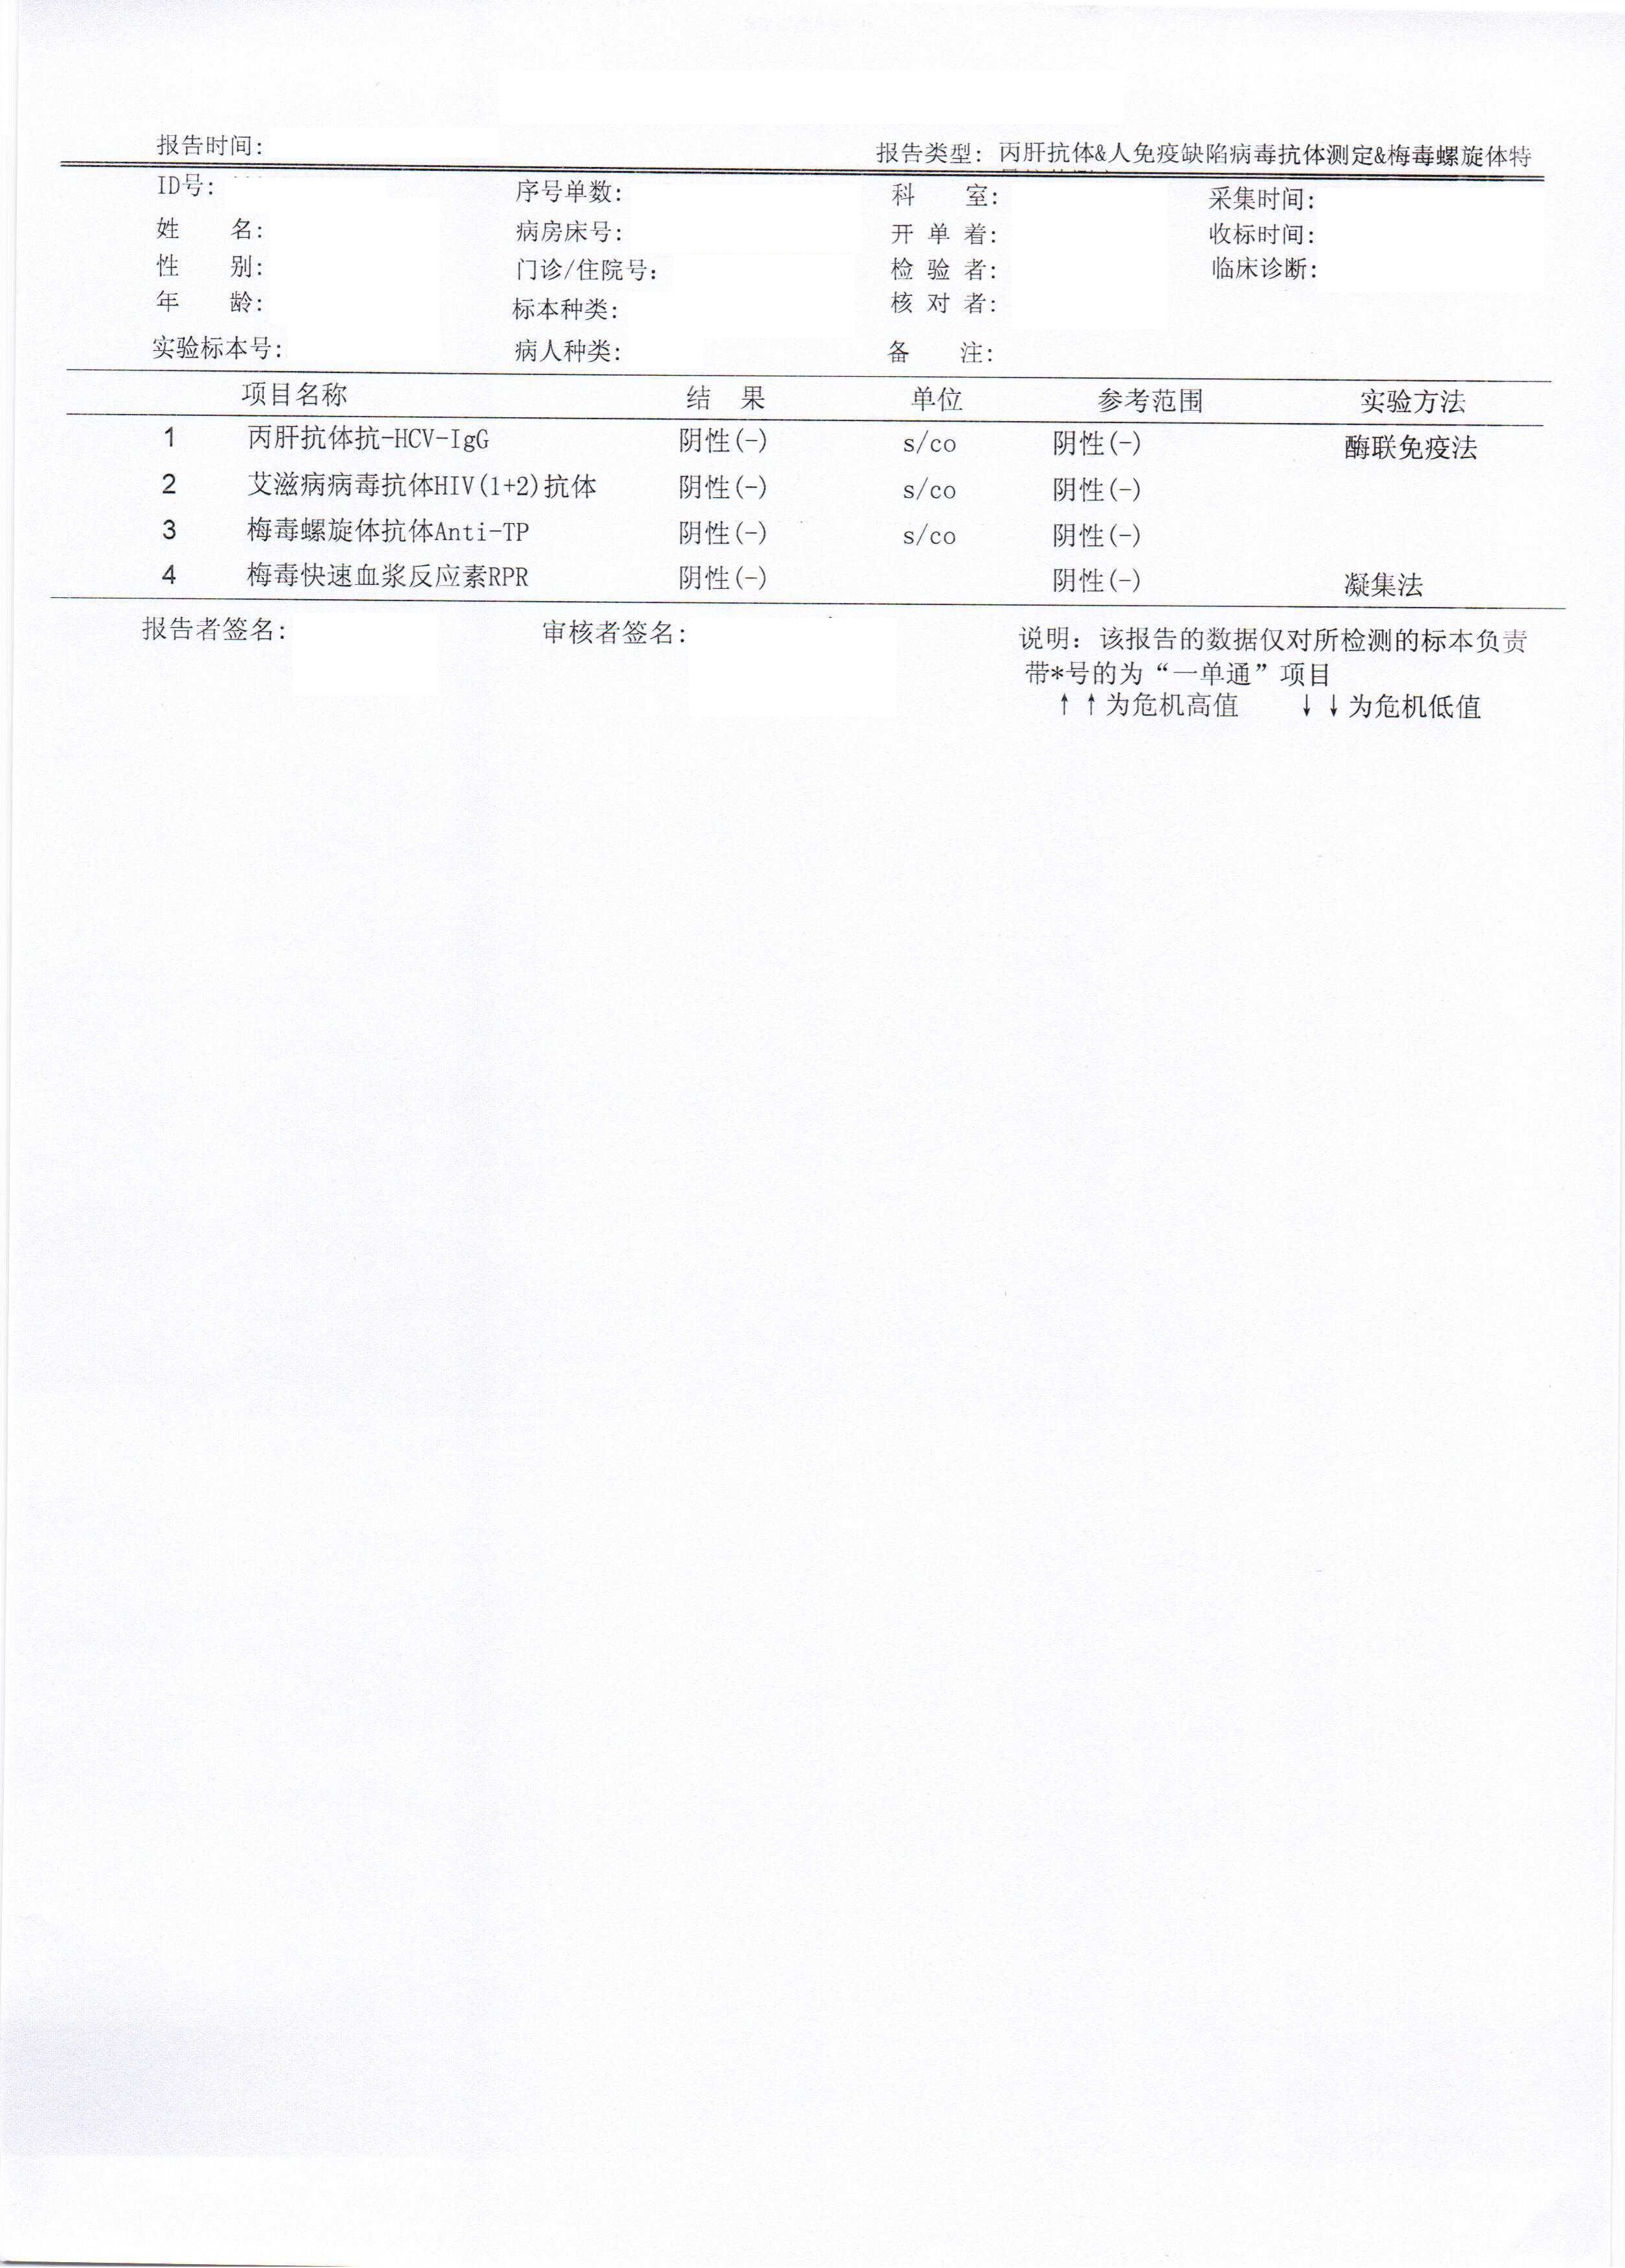 报告时间:
报告类型: 丙肝抗体&人免疫缺陷病毒抗体测定&梅毒螺旋体特
ID号: 序号单数: 科 室: 采集时间:
姓 名: 病房床号: 开 单 着: 收标时间:
性 别: 门诊/住院号: 检 验 者: 临床诊断:
年 龄: 标本种类: 核 对 者:
实验标本号: 病人种类: 备 注:
项目名称 结 果 单位 参考范围 实验方法
1 丙肝抗体抗-HCV-IgG 阴性(-) s/co 阴性(-) 酶联免疫法
2 艾滋病病毒抗体HIV(1+2)抗体 阴性(-) s/co 阴性(-)
3 梅毒螺旋体抗体Anti-TP 阴性(-) s/co 阴性(-)
4 梅毒快速血浆反应素RPR 阴性(-) 阴性(-) 凝集法
报告者签名: 审核者签名: 说明: 该报告的数据仅对所检测的标本负责
带*号的为“一单通”项目
↑↑为危机高值 ↓↓为危机低值